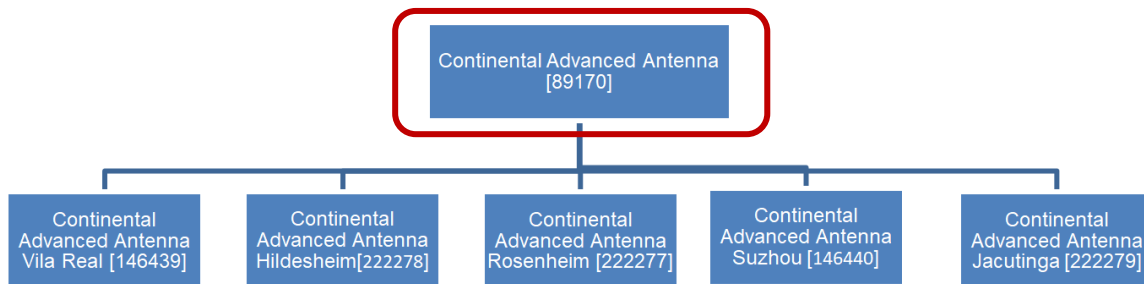 Continental Advanced Antenna
[89170]
Continental
Advanced Antenna
Vila Real [146439]
Continental
Advanced Antenna
Hildesheim[222278]
Continental
Advanced Antenna
Rosenheim [222277]
Continental
Advanced Antenna
Suzhou [146440]
Continental
Advanced Antenna
Jacutinga [222279]